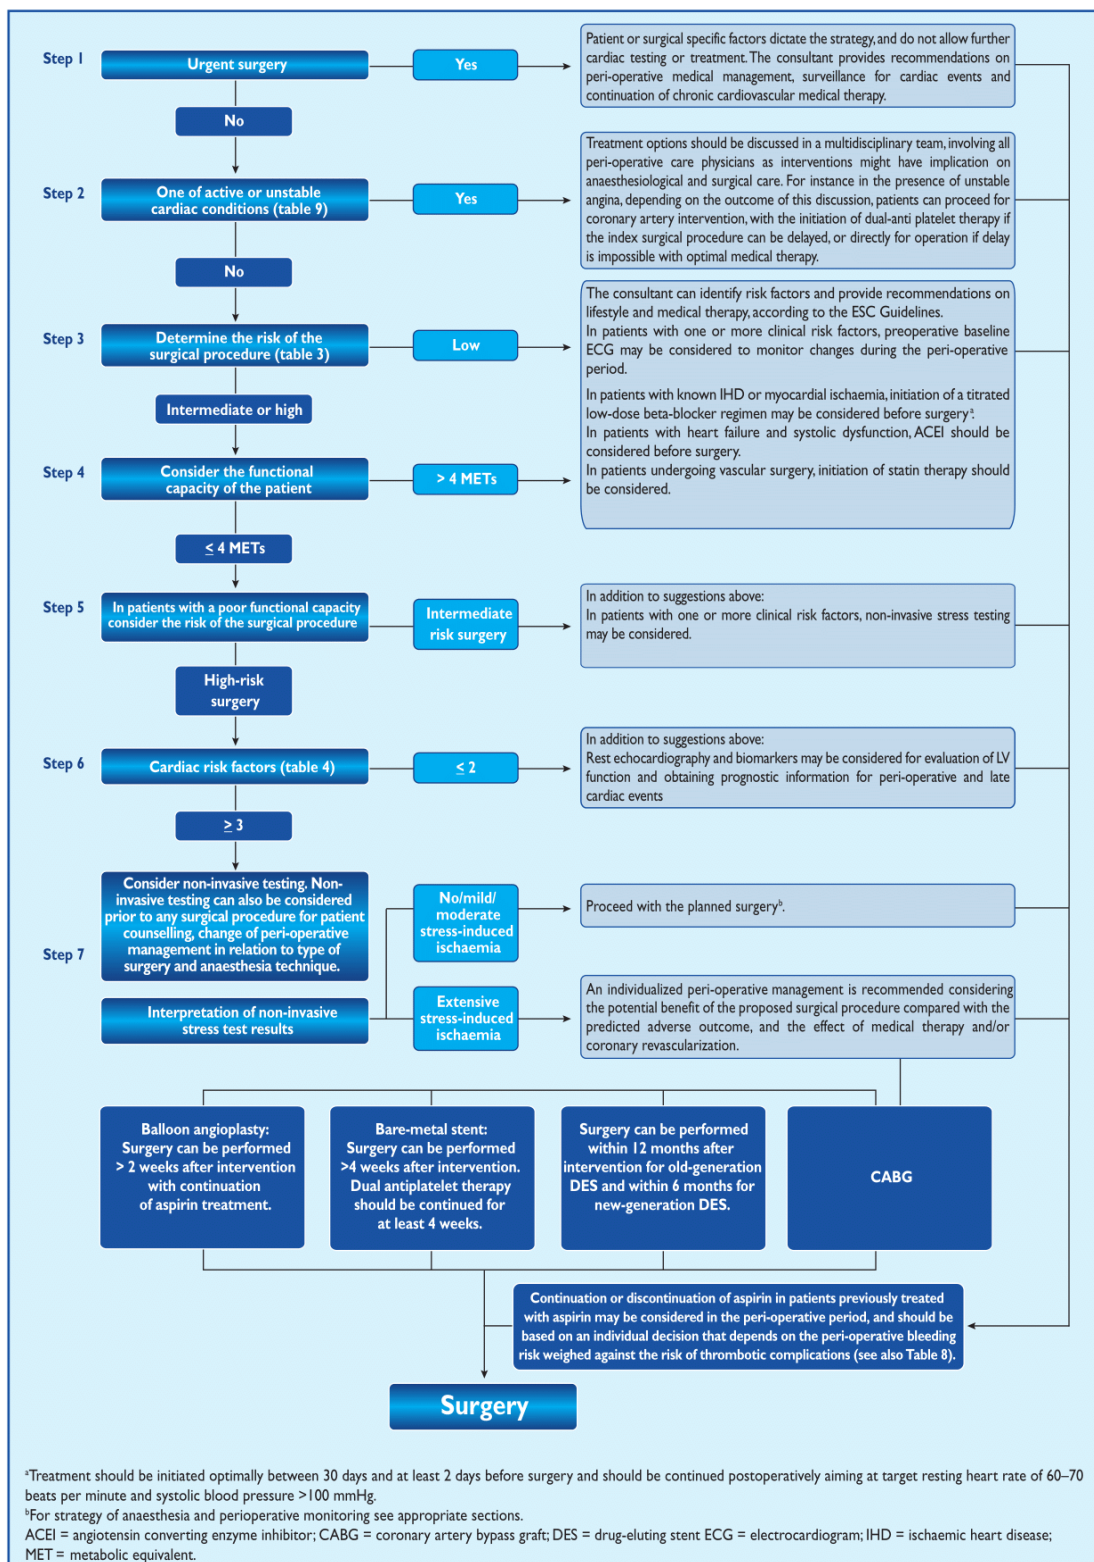 Step 1
Urgent surgery
Yes
Patient or surgical specific factors dictate the strategy, and do not allow further
cardiac testing or treatment. The consultant provides recommendations on
peri-operative medical management, surveillance for cardiac events and
continuation of chronic cardiovascular medical therapy.
No
Step 2
One of active or unstable
cardiac conditions (table 9)
Yes
Treatment options should be discussed in a multidisciplinary team, involving all
peri-operative care physicians as interventions might have implication on
anaesthesiological and surgical care. For instance in the presence of unstable
angina, depending on the outcome of this discussion, patients can proceed for
coronary artery intervention, with the initiation of dual-anti platelet therapy if
the index surgical procedure can be delayed, or directly for operation if delay
is impossible with optimal medical therapy.
No
Step 3
Determine the risk of the
surgical procedure (table 3)
Low
The consultant can identify risk factors and provide recommendations on
lifestyle and medical therapy, according to the ESC Guidelines.
In patients with one or more clinical risk factors, preoperative baseline
ECG may be considered to monitor changes during the peri-operative
period.
In patients with known IHD or myocardial ischaemia, initiation of a titrated
low-dose beta-blocker regimen may be considered before surgeryᵃ.
In patients with heart failure and systolic dysfunction, ACEI should be
considered before surgery.
In patients undergoing vascular surgery, initiation of statin therapy should
be considered.
Intermediate or high
Step 4
Consider the functional
capacity of the patient
> 4 METs
≤ 4 METs
Step 5
In patients with a poor functional capacity
consider the risk of the surgical procedure
Intermediate
risk surgery
In addition to suggestions above:
In patients with one or more clinical risk factors, non-invasive stress testing
may be considered.
High-risk
surgery
Step 6
Cardiac risk factors (table 4)
≤ 2
In addition to suggestions above:
Rest echocardiography and biomarkers may be considered for evaluation of LV
function and obtaining prognostic information for peri-operative and late
cardiac events
≥ 3
Step 7
Consider non-invasive testing. Non-
invasive testing can also be considered
prior to any surgical procedure for patient
counselling, change of peri-operative
management in relation to type of
surgery and anaesthesia technique.
No/mild/
moderate
stress-induced
ischaemia
Proceed with the planned surgeryᵇ.
Interpretation of non-invasive
stress test results
Extensive
stress-induced
ischaemia
An individualized peri-operative management is recommended considering
the potential benefit of the proposed surgical procedure compared with the
predicted adverse outcome, and the effect of medical therapy and/or
coronary revascularization.
Balloon angioplasty:
Surgery can be performed
> 2 weeks after intervention
with continuation
of aspirin treatment.
Bare-metal stent:
Surgery can be performed
>4 weeks after intervention.
Dual antiplatelet therapy
should be continued for
at least 4 weeks.
Surgery can be performed
within 12 months after
intervention for old-generation
DES and within 6 months for
new-generation DES.
CABG
Continuation or discontinuation of aspirin in patients previously treated
with aspirin may be considered in the peri-operative period, and should be
based on an individual decision that depends on the peri-operative bleeding
risk weighed against the risk of thrombotic complications (see also Table 8).
Surgery
ᵃTreatment should be initiated optimally between 30 days and at least 2 days before surgery and should be continued postoperatively aiming at target resting heart rate of 60–70
beats per minute and systolic blood pressure >100 mmHg.
ᵇFor strategy of anaesthesia and perioperative monitoring see appropriate sections.
ACEI = angiotensin converting enzyme inhibitor; CABG = coronary artery bypass graft; DES = drug-eluting stent ECG = electrocardiogram; IHD = ischaemic heart disease;
MET = metabolic equivalent.